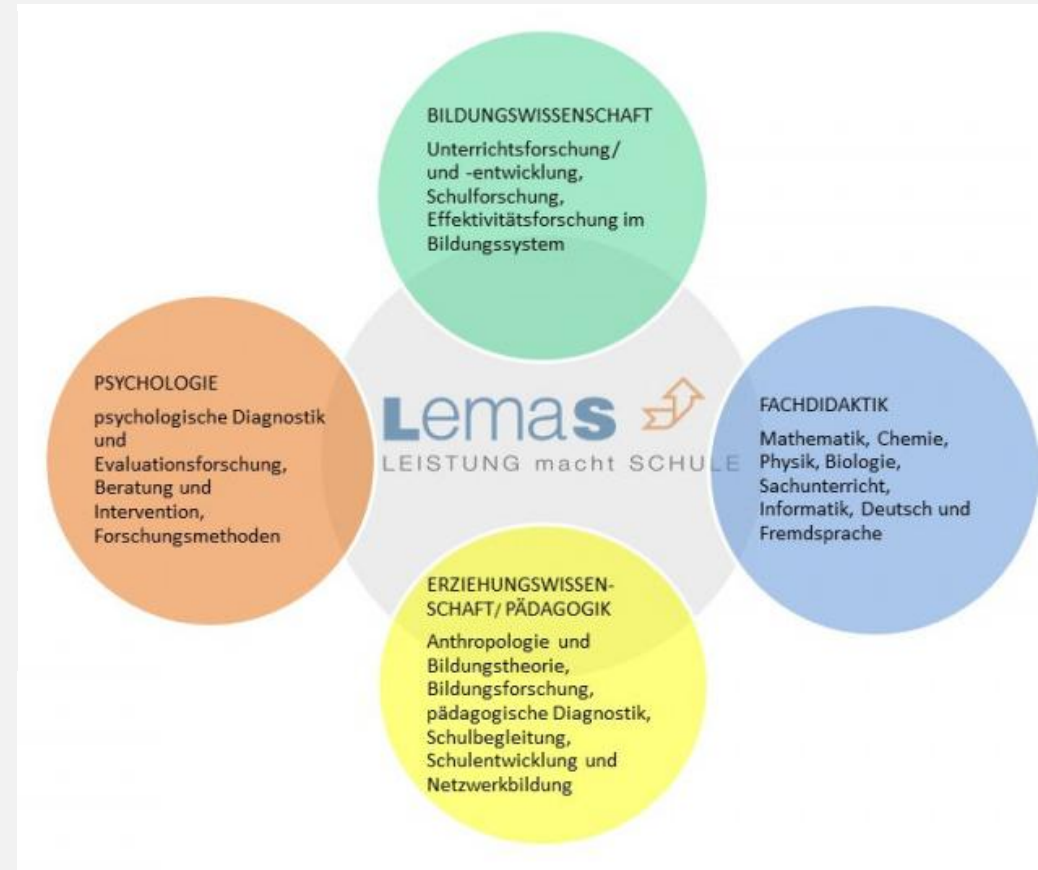 BILDUNGSWISSENSCHAFT
Unterrichtsforschung/
und -entwicklung,
Schulforschung,
Effektivitätsforschung im
Bildungssystem
PSYCHOLOGIE
psychologische Diagnostik
und
Evaluationsforschung,
Beratung und
Intervention,
Forschungsmethoden
LemaS
LEISTUNG macht SCHULE
FACHDIDAKTIK
Mathematik, Chemie,
Physik, Biologie,
Sachunterricht,
Informatik, Deutsch und
Fremdsprache
ERZIEHUNGSWISSEN-
SCHAFT/ PÄDAGOGIK
Anthropologie und
Bildungstheorie,
Bildungsforschung,
pädagogische Diagnostik,
Schulbegleitung,
Schulentwicklung und
Netzwerkbildung